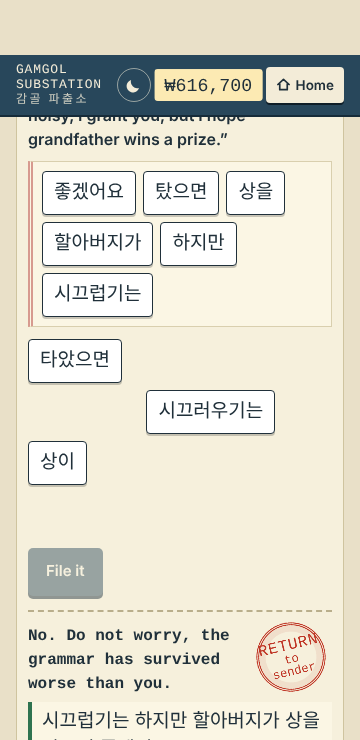 GAMGOL
SUBSTATION
감골 파출소
₩616,700
Home
noisy, I grant you, but I hope
grandfather wins a prize.”
좋겠어요 탔으면 상을
할아버지가 하지만
시끄럽기는
타았으면
시끄러우기는
상이
File it
No. Do not worry, the
grammar has survived
worse than you.
RETURN
to
sender
시끄럽기는 하지만 할아버지가 상을